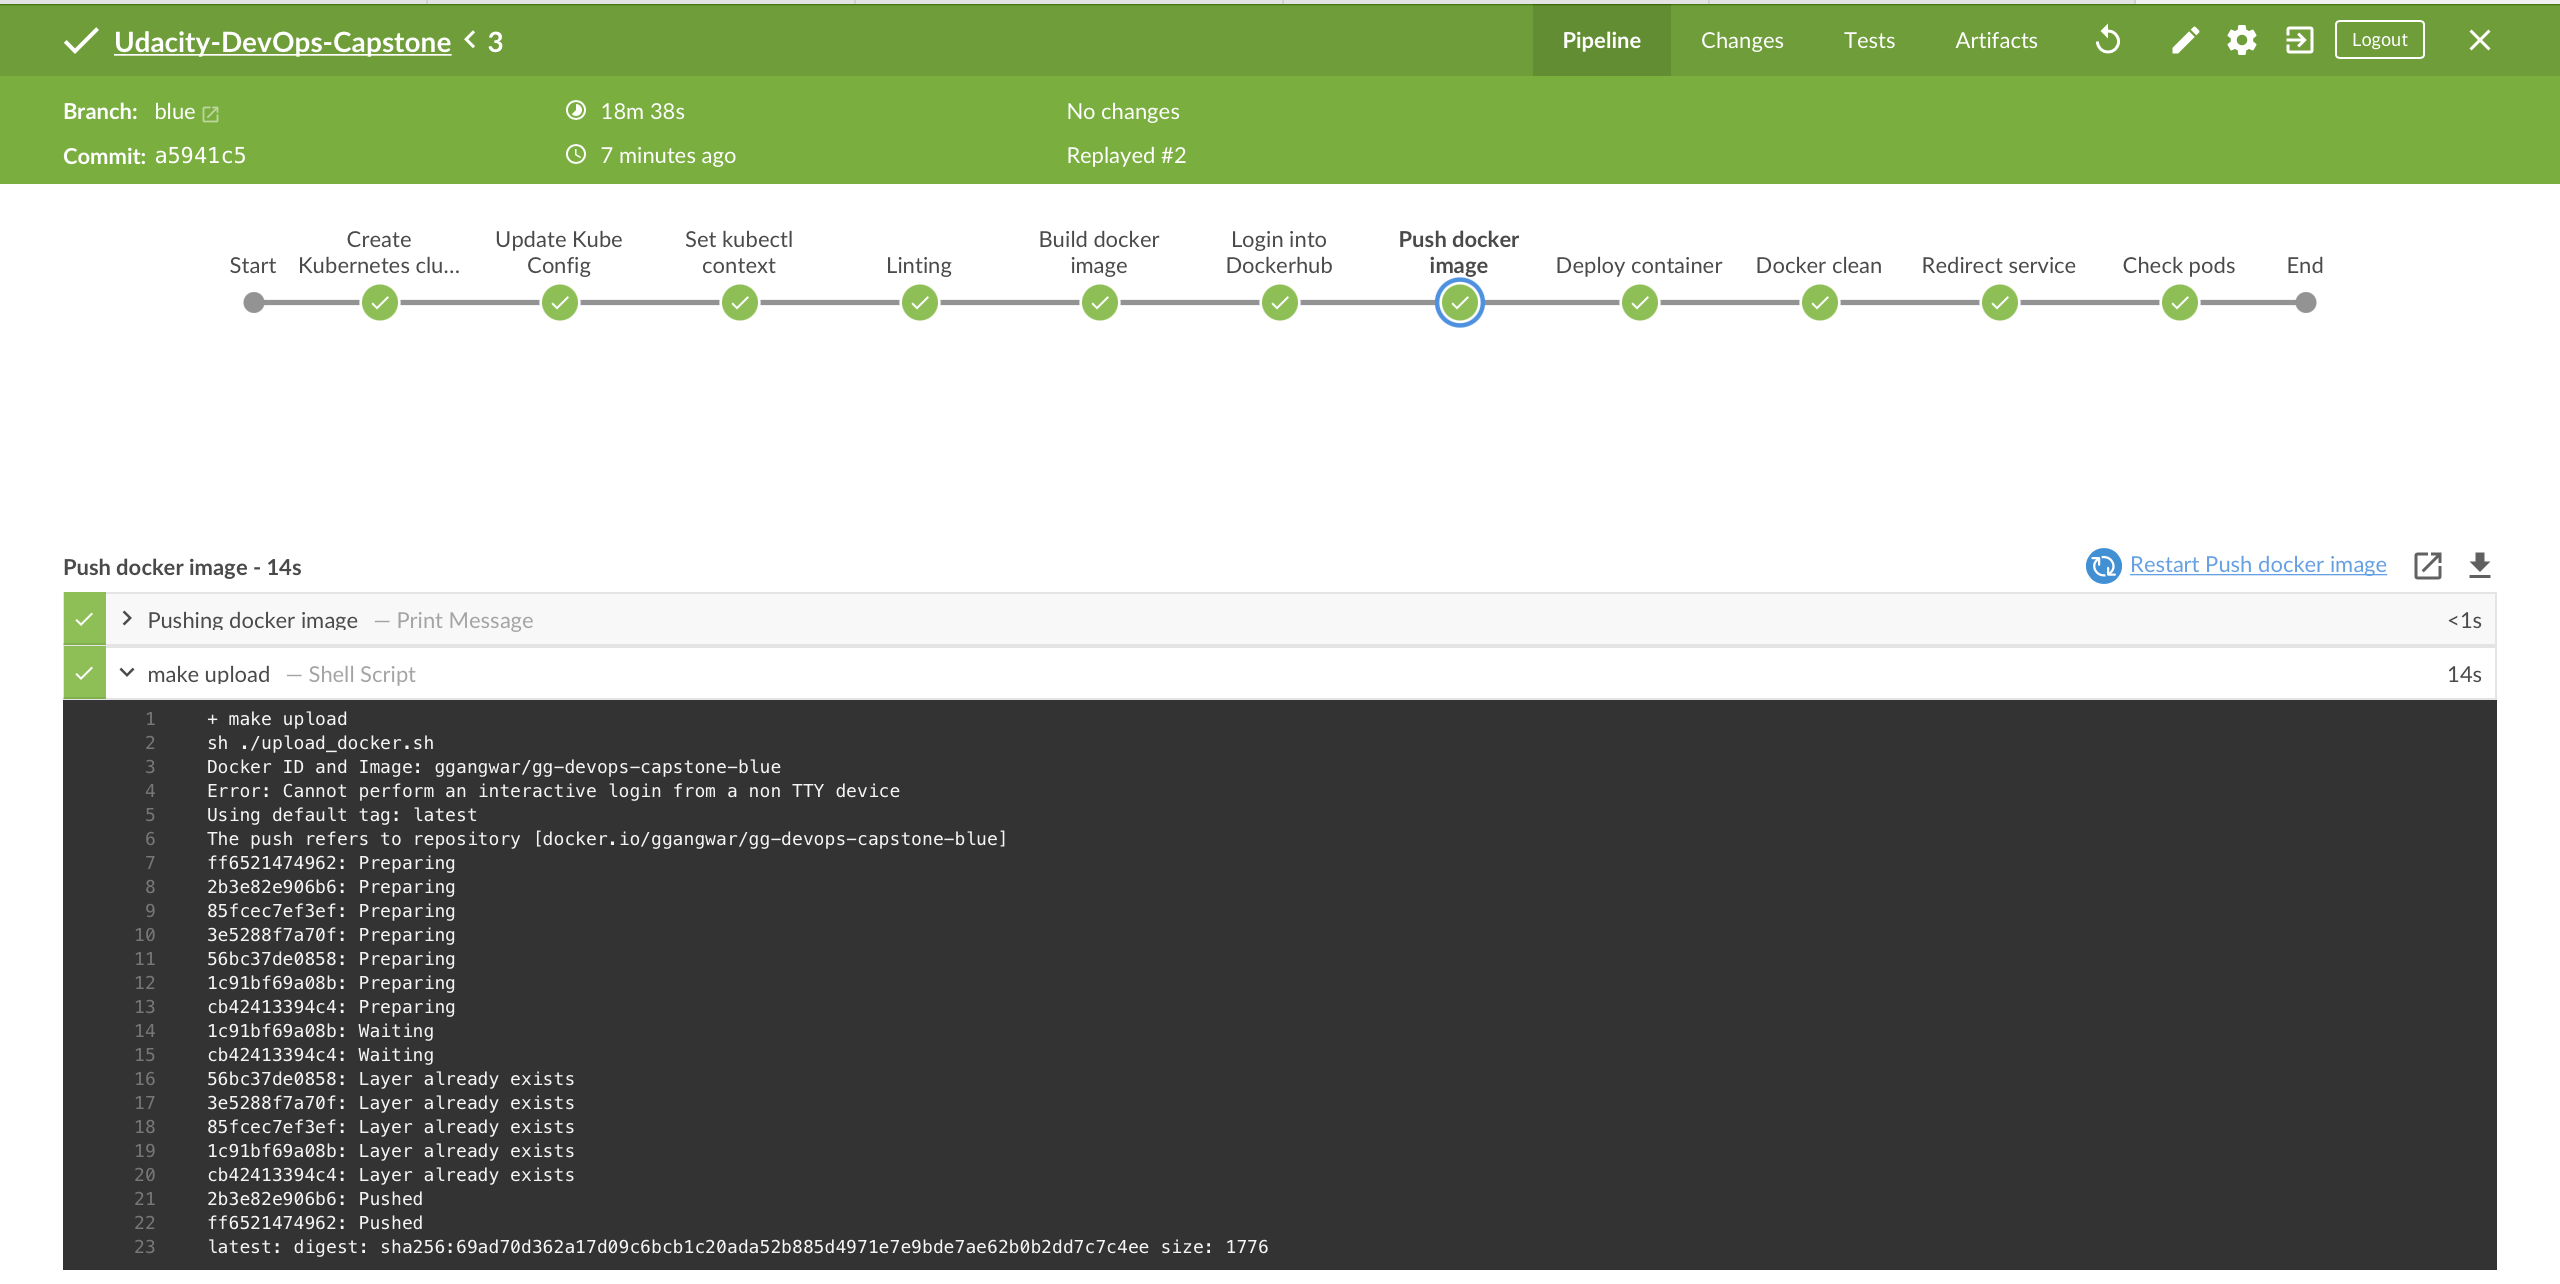 Udacity-DevOps-Capstone < 3
Pipeline Changes Tests Artifacts Logout
Branch: blue 18m 38s No changes
Commit: a5941c5 7 minutes ago Replayed #2
Start
Create
Kubernetes clu...
Update Kube
Config
Set kubectl
context
Linting
Build docker
image
Login into
Dockerhub
Push docker
image
Deploy container
Docker clean
Redirect service
Check pods
End
Push docker image - 14s Restart Push docker image
Pushing docker image — Print Message <1s
make upload — Shell Script 14s
1 + make upload
2 sh ./upload_docker.sh
3 Docker ID and Image: ggangwar/gg-devops-capstone-blue
4 Error: Cannot perform an interactive login from a non TTY device
5 Using default tag: latest
6 The push refers to repository [docker.io/ggangwar/gg-devops-capstone-blue]
7 ff6521474962: Preparing
8 2b3e82e906b6: Preparing
9 85fcec7ef3ef: Preparing
10 3e5288f7a70f: Preparing
11 56bc37de0858: Preparing
12 1c91bf69a08b: Preparing
13 cb42413394c4: Preparing
14 1c91bf69a08b: Waiting
15 cb42413394c4: Waiting
16 56bc37de0858: Layer already exists
17 3e5288f7a70f: Layer already exists
18 85fcec7ef3ef: Layer already exists
19 1c91bf69a08b: Layer already exists
20 cb42413394c4: Layer already exists
21 2b3e82e906b6: Pushed
22 ff6521474962: Pushed
23 latest: digest: sha256:69ad70d362a17d09c6bcb1c20ada52b885d4971e7e9bde7ae62b0b2dd7c7c4ee size: 1776